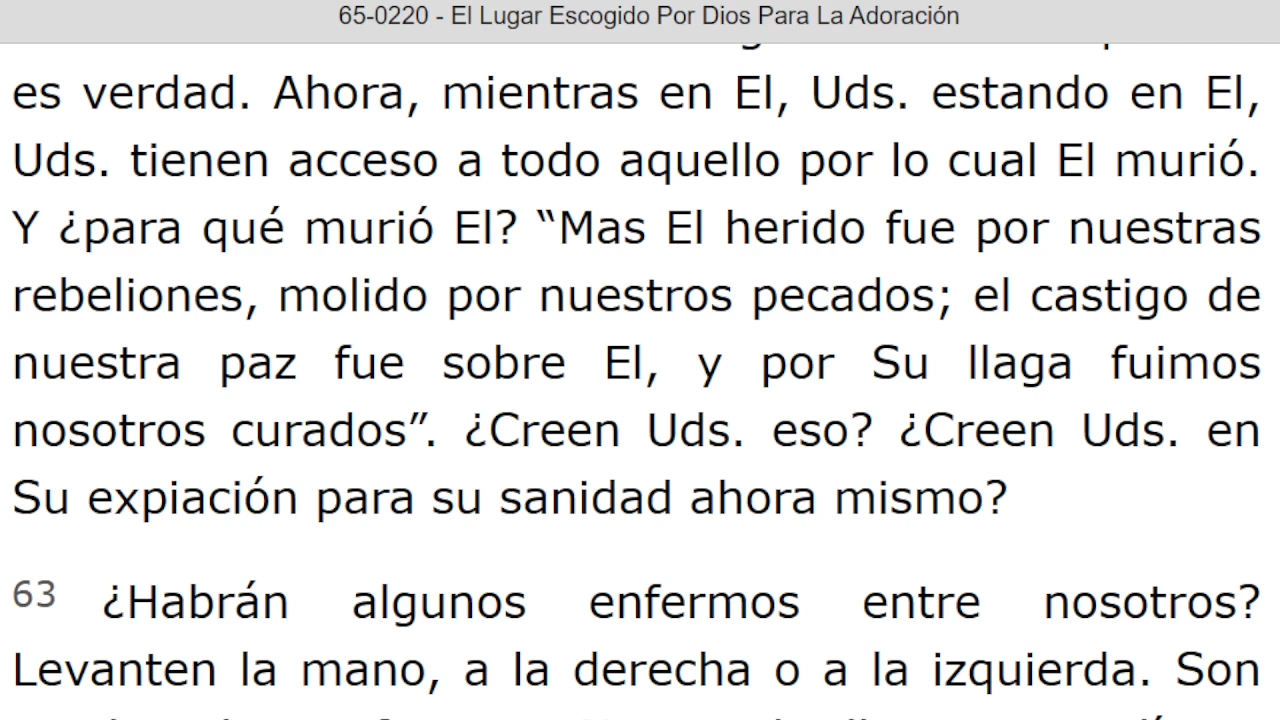 65-0220 - El Lugar Escogido Por Dios Para La Adoración
es verdad. Ahora, mientras en El, Uds. estando en El,
Uds. tienen acceso a todo aquello por lo cual El murió.
Y ¿para qué murió El? “Mas El herido fue por nuestras
rebeliones, molido por nuestros pecados; el castigo de
nuestra paz fue sobre El, y por Su llaga fuimos
nosotros curados”. ¿Creen Uds. eso? ¿Creen Uds. en
Su expiación para su sanidad ahora mismo?
63 ¿Habrán algunos enfermos entre nosotros?
Levanten la mano, a la derecha o a la izquierda. Son